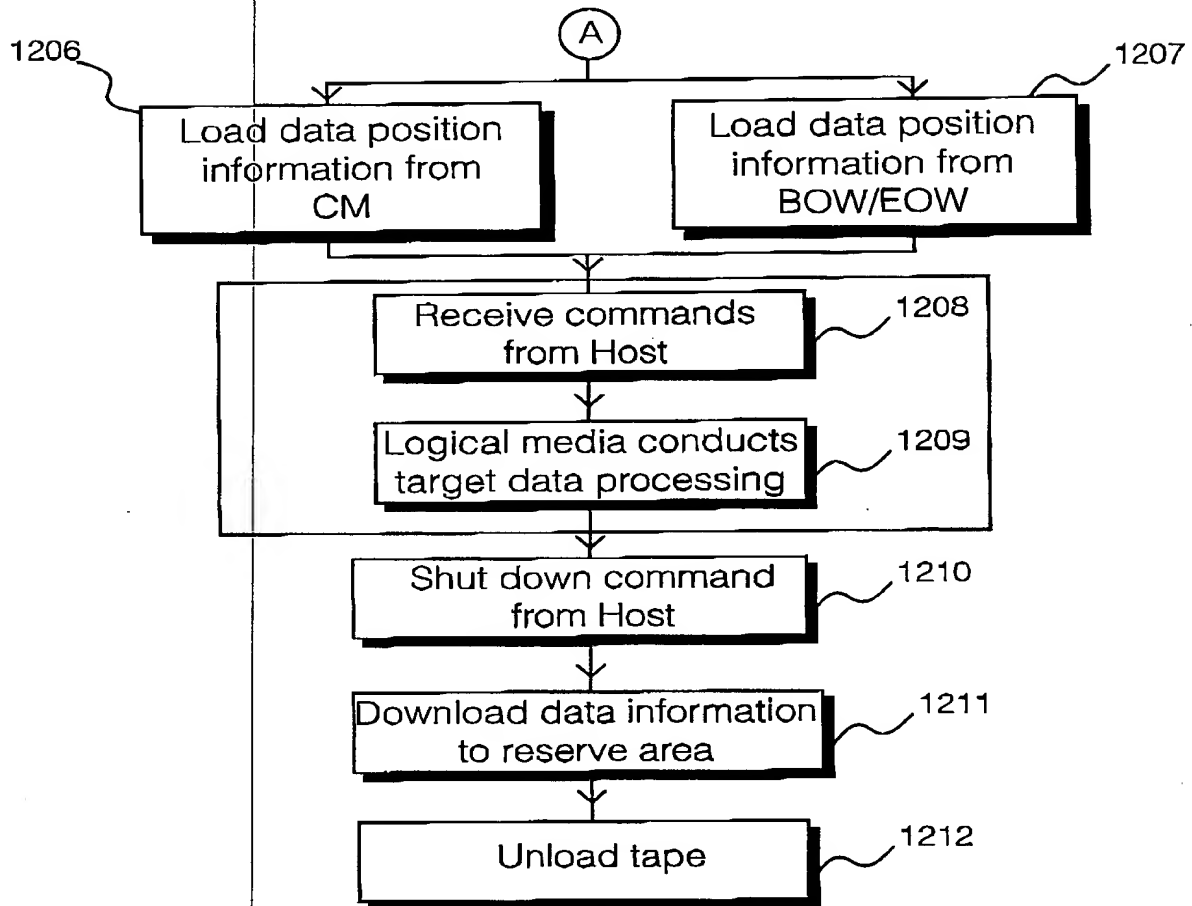 A
1206
1207
Load data position
information from
CM
Load data position
information from
BOW/EOW
Receive commands
from Host
1208
Logical media conducts
target data processing
1209
Shut down command
from Host
1210
Download data information
to reserve area
1211
Unload tape
1212